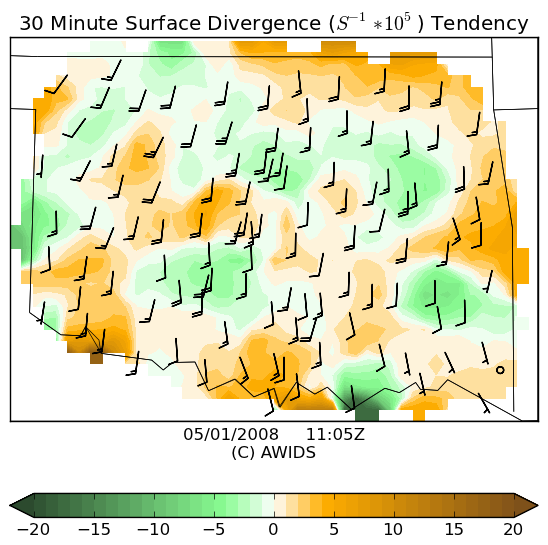 30 Minute Surface Divergence (S⁻¹ *10⁵ ) Tendency
05/01/2008 11:05Z
(C) AWIDS
−20 −15 −10 −5 0 5 10 15 20